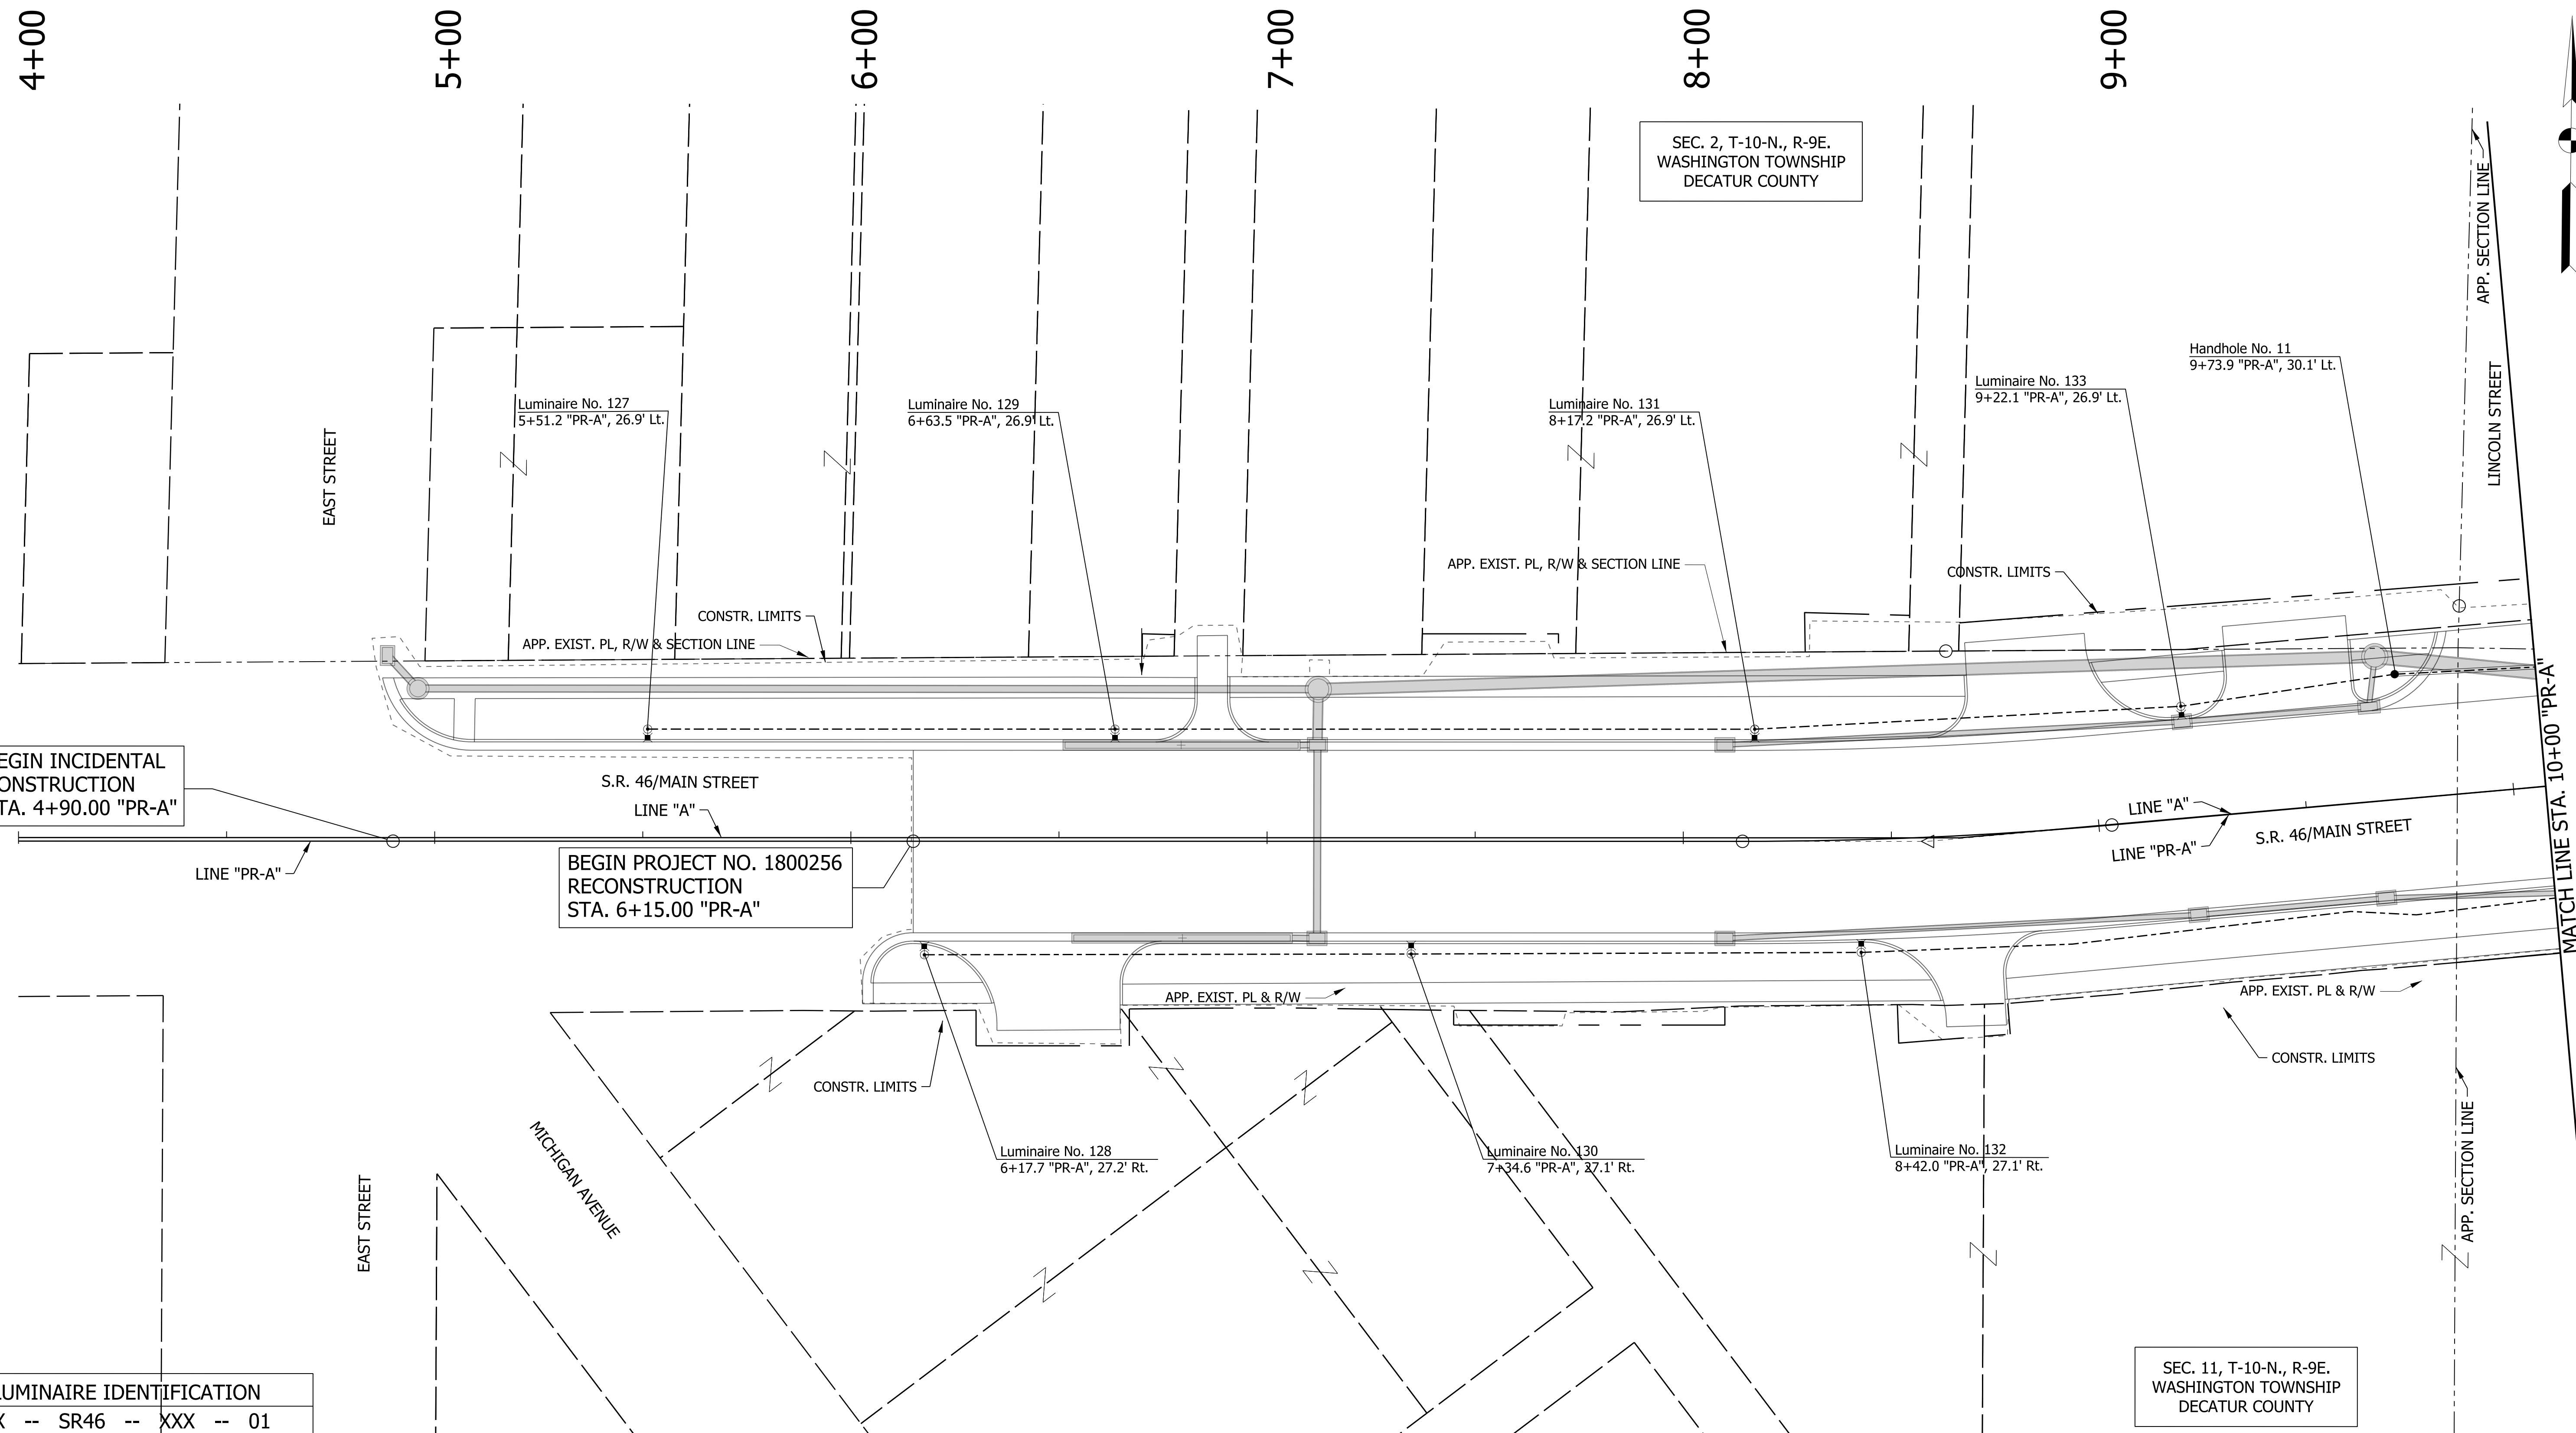 4+00
5+00
6+00
7+00
8+00
9+00
SEC. 2, T-10-N., R-9E.
WASHINGTON TOWNSHIP
DECATUR COUNTY
APP. SECTION LINE
LINCOLN STREET
EAST STREET
Handhole No. 11
9+73.9 "PR-A", 30.1' Lt.
Luminaire No. 127
5+51.2 "PR-A", 26.9' Lt.
Luminaire No. 129
6+63.5 "PR-A", 26.9' Lt.
Luminaire No. 131
8+17.2 "PR-A", 26.9' Lt.
Luminaire No. 133
9+22.1 "PR-A", 26.9' Lt.
APP. EXIST. PL, R/W & SECTION LINE
CONSTR. LIMITS
CONSTR. LIMITS
APP. EXIST. PL, R/W & SECTION LINE
EGIN INCIDENTAL
ONSTRUCTION
TA. 4+90.00 "PR-A"
S.R. 46/MAIN STREET
LINE "A"
LINE "PR-A"
BEGIN PROJECT NO. 1800256
RECONSTRUCTION
STA. 6+15.00 "PR-A"
LINE "A"
LINE "PR-A"
S.R. 46/MAIN STREET
MATCH LINE STA. 10+00 "PR-A"
APP. EXIST. PL & R/W
APP. EXIST. PL & R/W
CONSTR. LIMITS
CONSTR. LIMITS
Luminaire No. 128
6+17.7 "PR-A", 27.2' Rt.
Luminaire No. 130
7+34.6 "PR-A", 27.1' Rt.
Luminaire No. 132
8+42.0 "PR-A", 27.1' Rt.
MICHIGAN AVENUE
EAST STREET
APP. SECTION LINE
SEC. 11, T-10-N., R-9E.
WASHINGTON TOWNSHIP
DECATUR COUNTY
LUMINAIRE IDENTIFICATION
X -- SR46 -- XXX -- 01